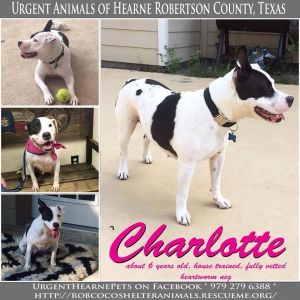 Urgent Animals of Hearne Robertson County, Texas
Charlotte
about 6 years old, house trained, fully vetted
heartworm neg
UrgentHearnePets on Facebook * 979 279 6388 *
http://robcocoshelteranimals.rescueme.org/